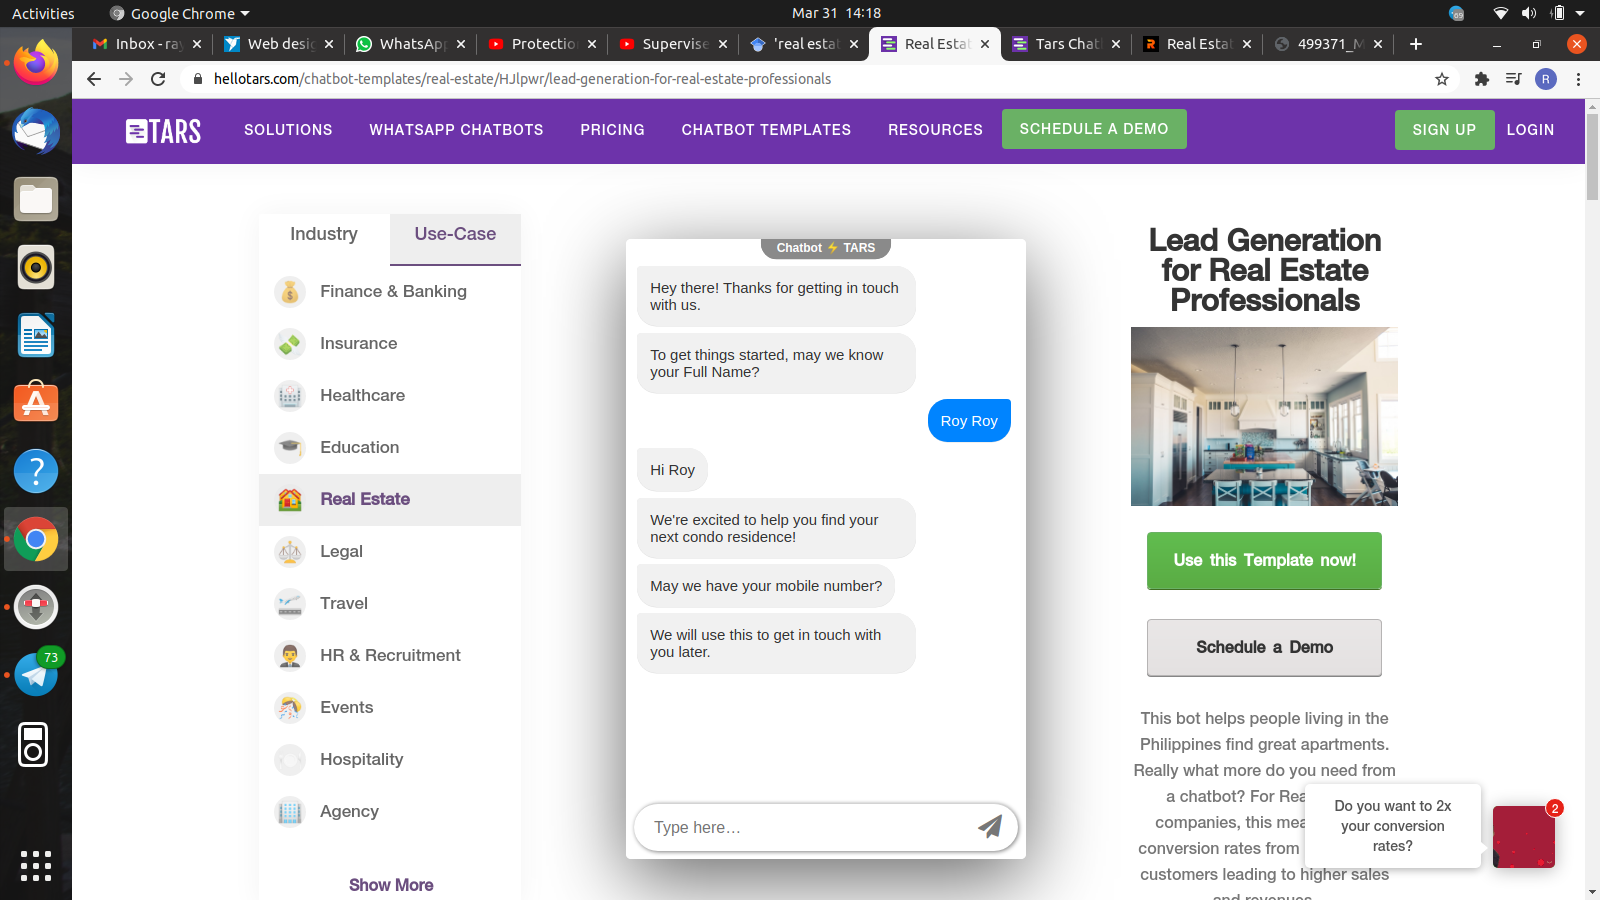 Activities
Google Chrome
Mar 31 14:18
69
Inbox - ray
Web desig
WhatsApp
Protection
Supervise
'real estat
Real Estat
Tars Chat
Real Estat
499371_M
hellotars.com/chatbot-templates/real-estate/HJlpwr/lead-generation-for-real-estate-professionals
R
TARS
SOLUTIONS
WHATSAPP CHATBOTS
PRICING
CHATBOT TEMPLATES
RESOURCES
SCHEDULE A DEMO
SIGN UP
LOGIN
Industry
Use-Case
Finance & Banking
Insurance
Healthcare
Education
Real Estate
Legal
Travel
HR & Recruitment
Events
Hospitality
Agency
Show More
Chatbot ⚡ TARS
Hey there! Thanks for getting in touch
with us.
To get things started, may we know
your Full Name?
Roy Roy
Hi Roy
We're excited to help you find your
next condo residence!
May we have your mobile number?
We will use this to get in touch with
you later.
Type here...
Lead Generation
for Real Estate
Professionals
Use this Template now!
Schedule a Demo
This bot helps people living in the
Philippines find great apartments.
Really what more do you need from
a chatbot? For Rea
companies, this mea
conversion rates from
customers leading to higher sales
and revenues
Do you want to 2x
your conversion
rates?
2
73